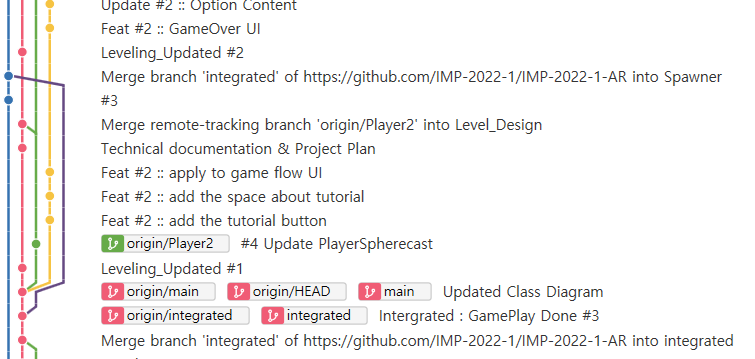 Update #2 :: Option Content
Feat #2 :: GameOver UI
Leveling_Updated #2
Merge branch 'integrated' of https://github.com/IMP-2022-1/IMP-2022-1-AR into Spawner
#3
Merge remote-tracking branch 'origin/Player2' into Level_Design
Technical documentation & Project Plan
Feat #2 :: apply to game flow UI
Feat #2 :: add the space about tutorial
Feat #2 :: add the tutorial button
origin/Player2 #4 Update PlayerSpherecast
Leveling_Updated #1
origin/main origin/HEAD main Updated Class Diagram
origin/integrated integrated Intergrated : GamePlay Done #3
Merge branch 'integrated' of https://github.com/IMP-2022-1/IMP-2022-1-AR into integrated